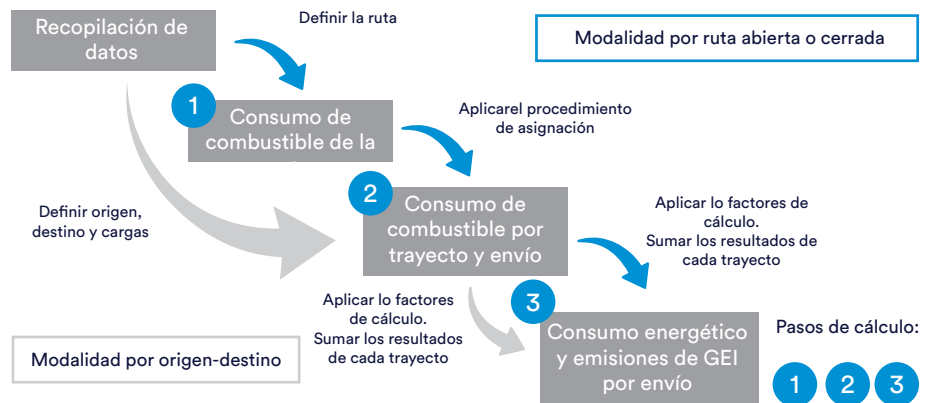 Recopilación de
datos
Definir la ruta
Modalidad por ruta abierta o cerrada
1
Consumo de
combustible de la
Aplicarel procedimiento
de asignación
2
Consumo de
combustible por
trayecto y envío
Definir origen,
destino y cargas
Aplicar lo factores de
cálculo.
Sumar los resultados de
cada trayecto
Aplicar lo factores
de cálculo.
Sumar los resultados
de cada trayecto
3
Consumo energético
y emisiones de GEI
por envío
Modalidad por origen-destino
Pasos de cálculo:
1 2 3